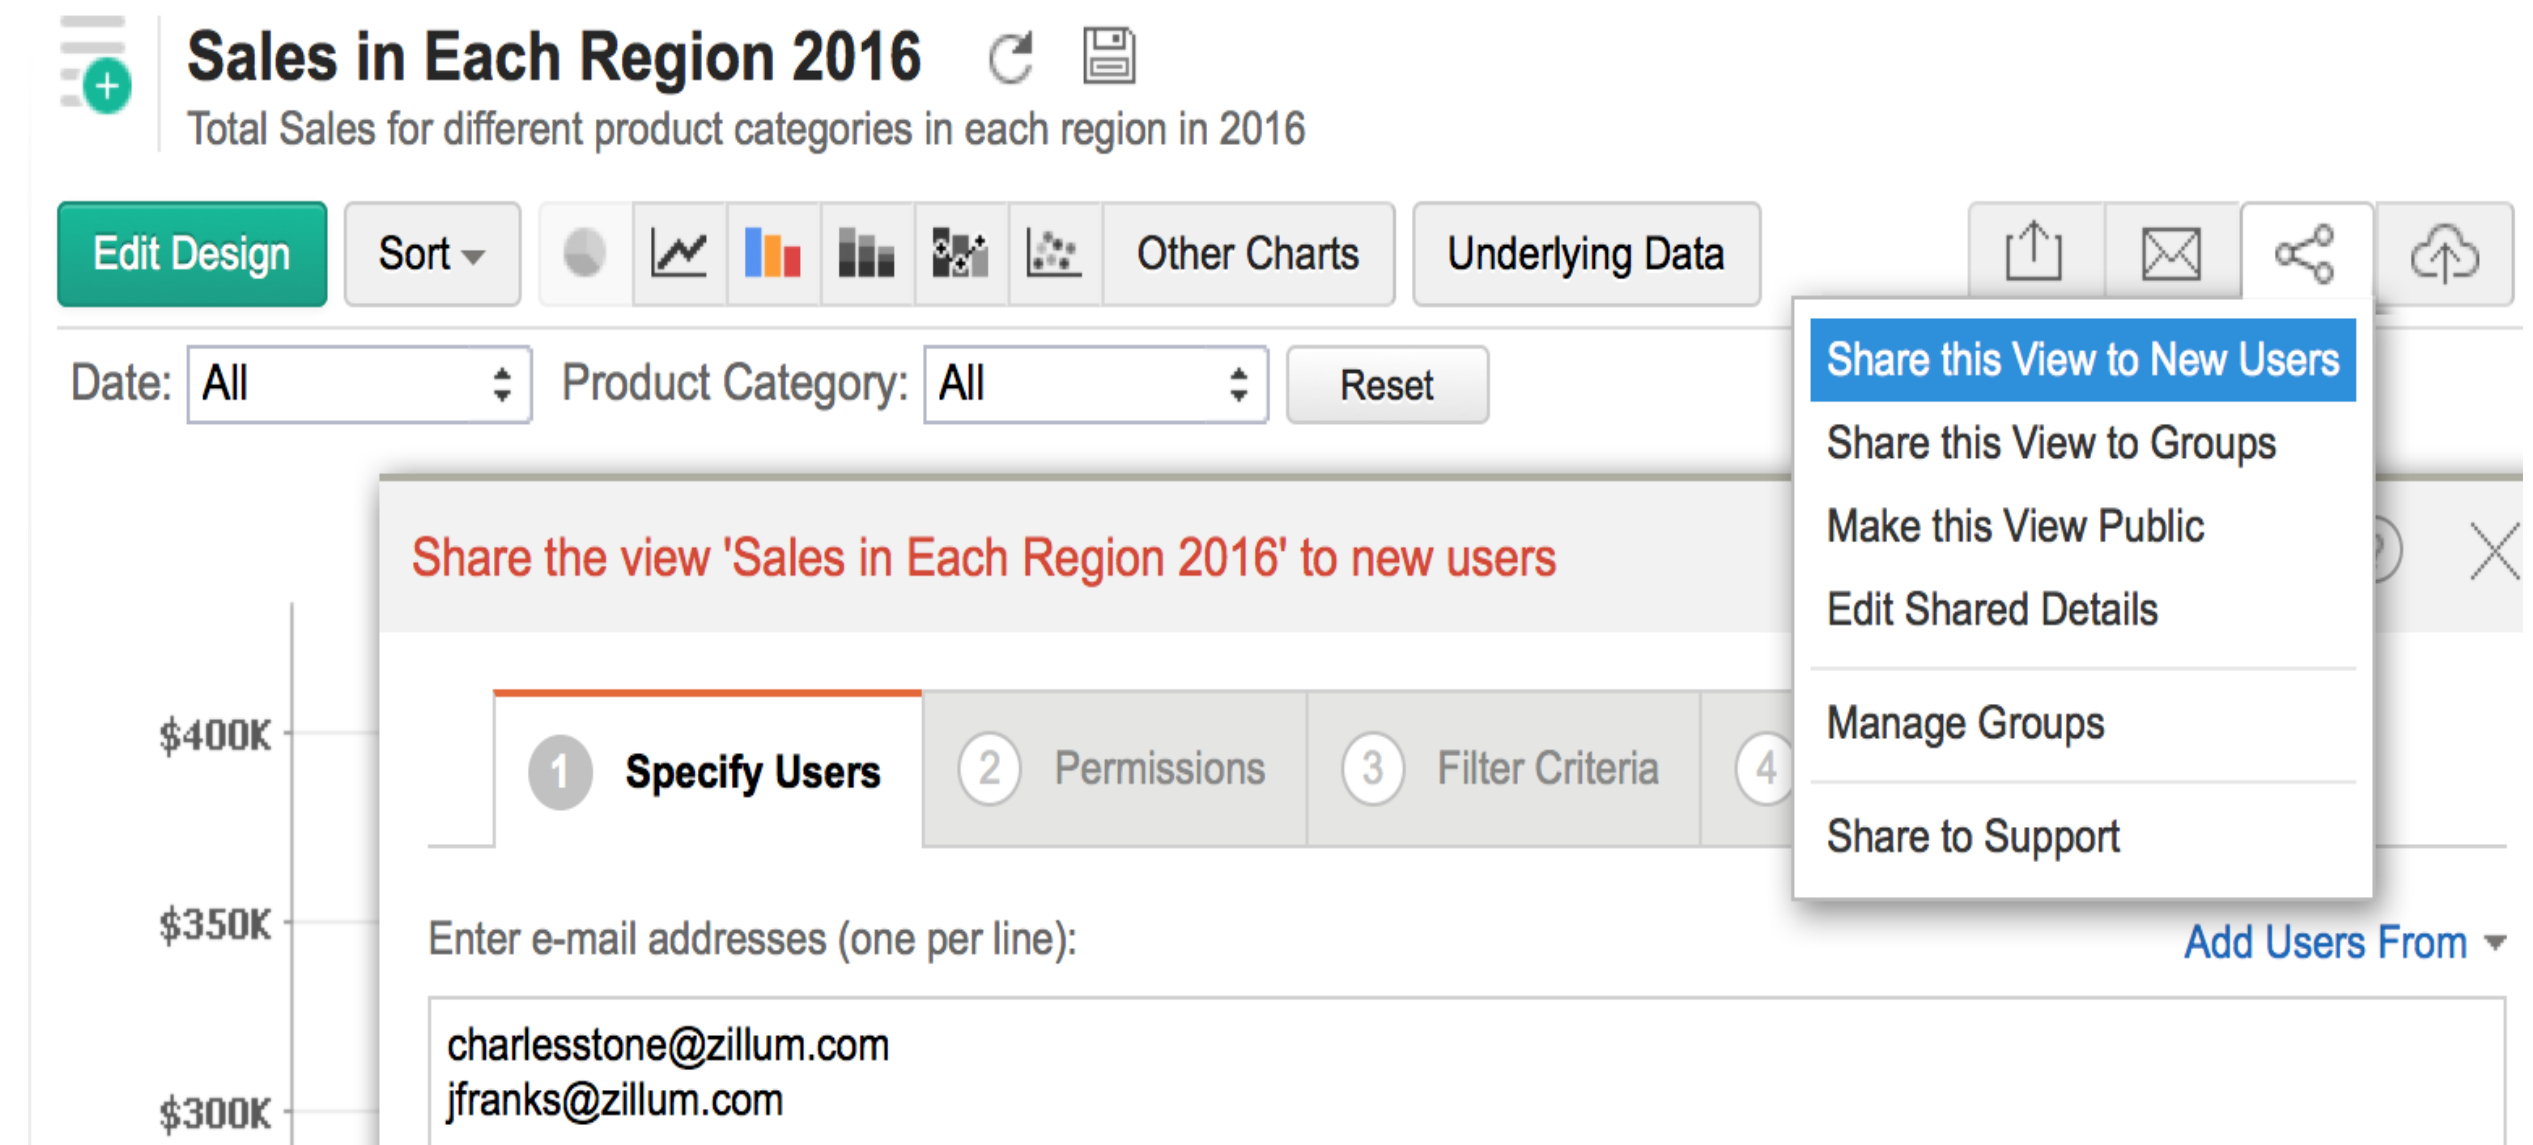 Sales in Each Region 2016
Total Sales for different product categories in each region in 2016
Edit Design
Sort
Other Charts
Underlying Data
Date: All
Product Category: All
Reset
Share this View to New Users
Share this View to Groups
Make this View Public
Edit Shared Details
Manage Groups
Share to Support
Share the view 'Sales in Each Region 2016' to new users
?
1 Specify Users
2 Permissions
3 Filter Criteria
4
$400K
$350K
$300K
Enter e-mail addresses (one per line):
Add Users From
charlesstone@zillum.com
jfranks@zillum.com